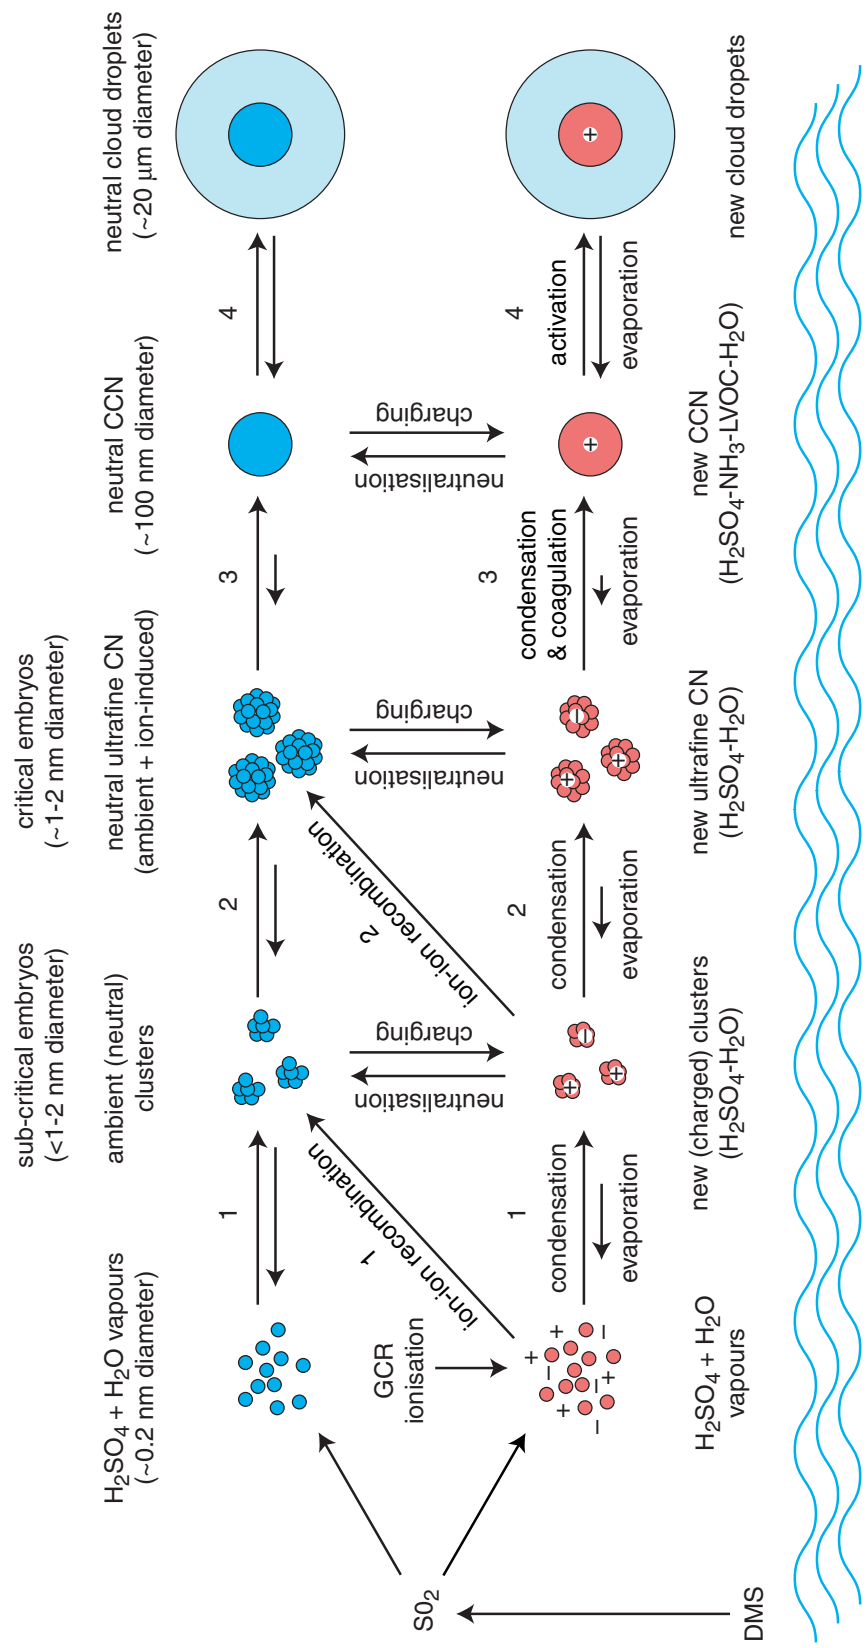 H₂SO₄ + H₂O vapours
(~0.2 nm diameter)
sub-critical embryos
(<1-2 nm diameter)
ambient (neutral)
clusters
critical embryos
(~1-2 nm diameter)
neutral ultrafine CN
(ambient + ion-induced)
neutral CCN
(~100 nm diameter)
neutral cloud droplets
(~20 μm diameter)
1
2
3
4
GCR
ionisation
ion-ion recombination
1
neutralisation
charging
ion-ion recombination
2
neutralisation
charging
neutralisation
charging
S0₂
DMS
1
condensation
evaporation
2
condensation
evaporation
3
condensation
& coagulation
evaporation
4
activation
evaporation
+
+
+
+
–
–
–
–
+
+
–
+
+
–
+
+
H₂SO₄ + H₂O
vapours
new (charged) clusters
(H₂SO₄-H₂O)
new ultrafine CN
(H₂SO₄-H₂O)
new CCN
(H₂SO₄-NH₃-LVOC-H₂O)
new cloud dropets